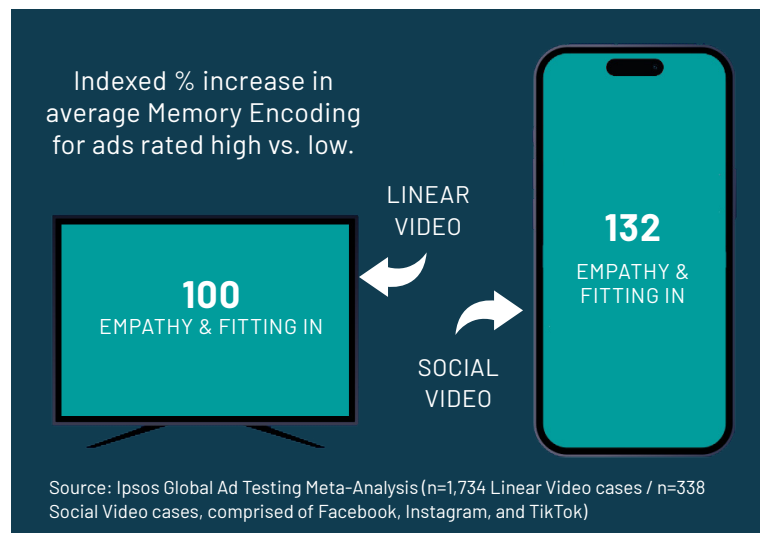 Indexed % increase in
average Memory Encoding
for ads rated high vs. low.
LINEAR
VIDEO
100
EMPATHY & FITTING IN
132
EMPATHY &
FITTING IN
SOCIAL
VIDEO
Source: Ipsos Global Ad Testing Meta-Analysis (n=1,734 Linear Video cases / n=338
Social Video cases, comprised of Facebook, Instagram, and TikTok)